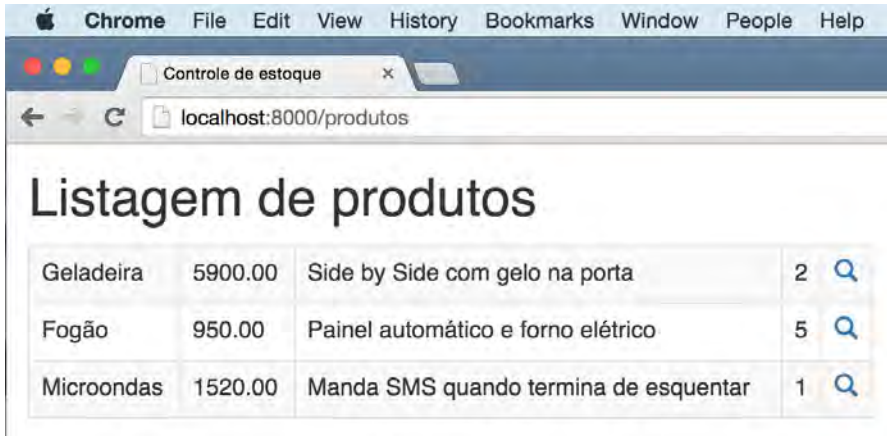 Chrome File Edit View History Bookmarks Window People Help
Controle de estoque
localhost:8000/produtos
Listagem de produtos
Geladeira 5900.00 Side by Side com gelo na porta 2
Fogão 950.00 Painel automático e forno elétrico 5
Microondas 1520.00 Manda SMS quando termina de esquentar 1